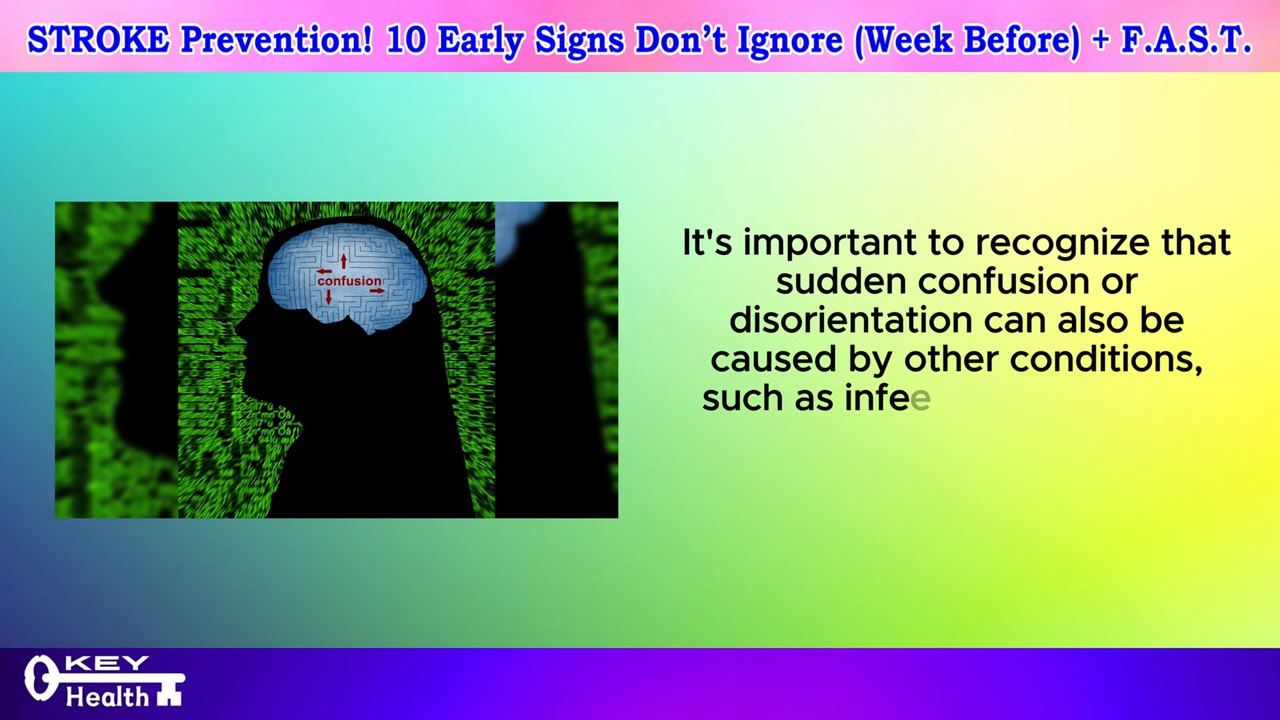 STROKE Prevention! 10 Early Signs Don't Ignore (Week Before) + F.A.S.T.
confusion
It's important to recognize that
sudden confusion or
disorientation can also be
caused by other conditions,
such as infee
KEY
Health